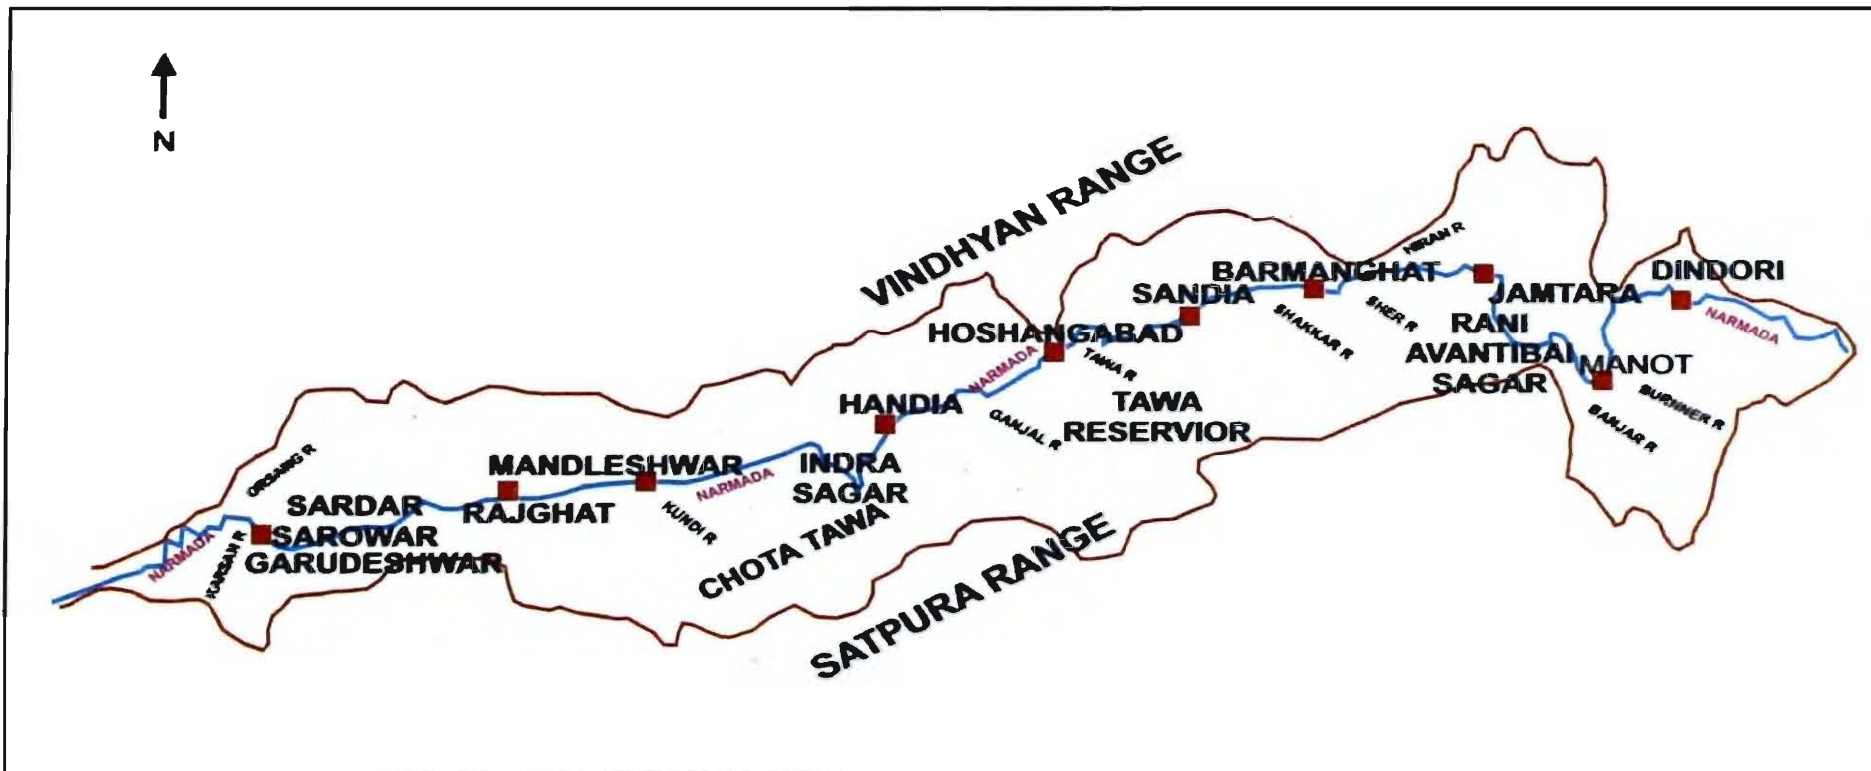 N
VINDHYAN RANGE
HIRAN R
BARMANGHAT
DINDORI
SANDIA
JAMTARA
SHAKKAR R
SHER R
NARMADA
RANI
AVANTIBAI
SAGAR
HOSHANGABAD
NARMADA
TAWA R
MANOT
BURHNER R
BANJAR R
HANDIA
GANJAL R
TAWA
RESERVIOR
ORSANG R
MANDLESHWAR
NARMADA
INDRA
SAGAR
SARDAR
SAROWAR
GARUDESHWAR
RAJGHAT
KUNDI R
CHOTA TAWA
NARMADA
KARJAN R
SATPURA RANGE